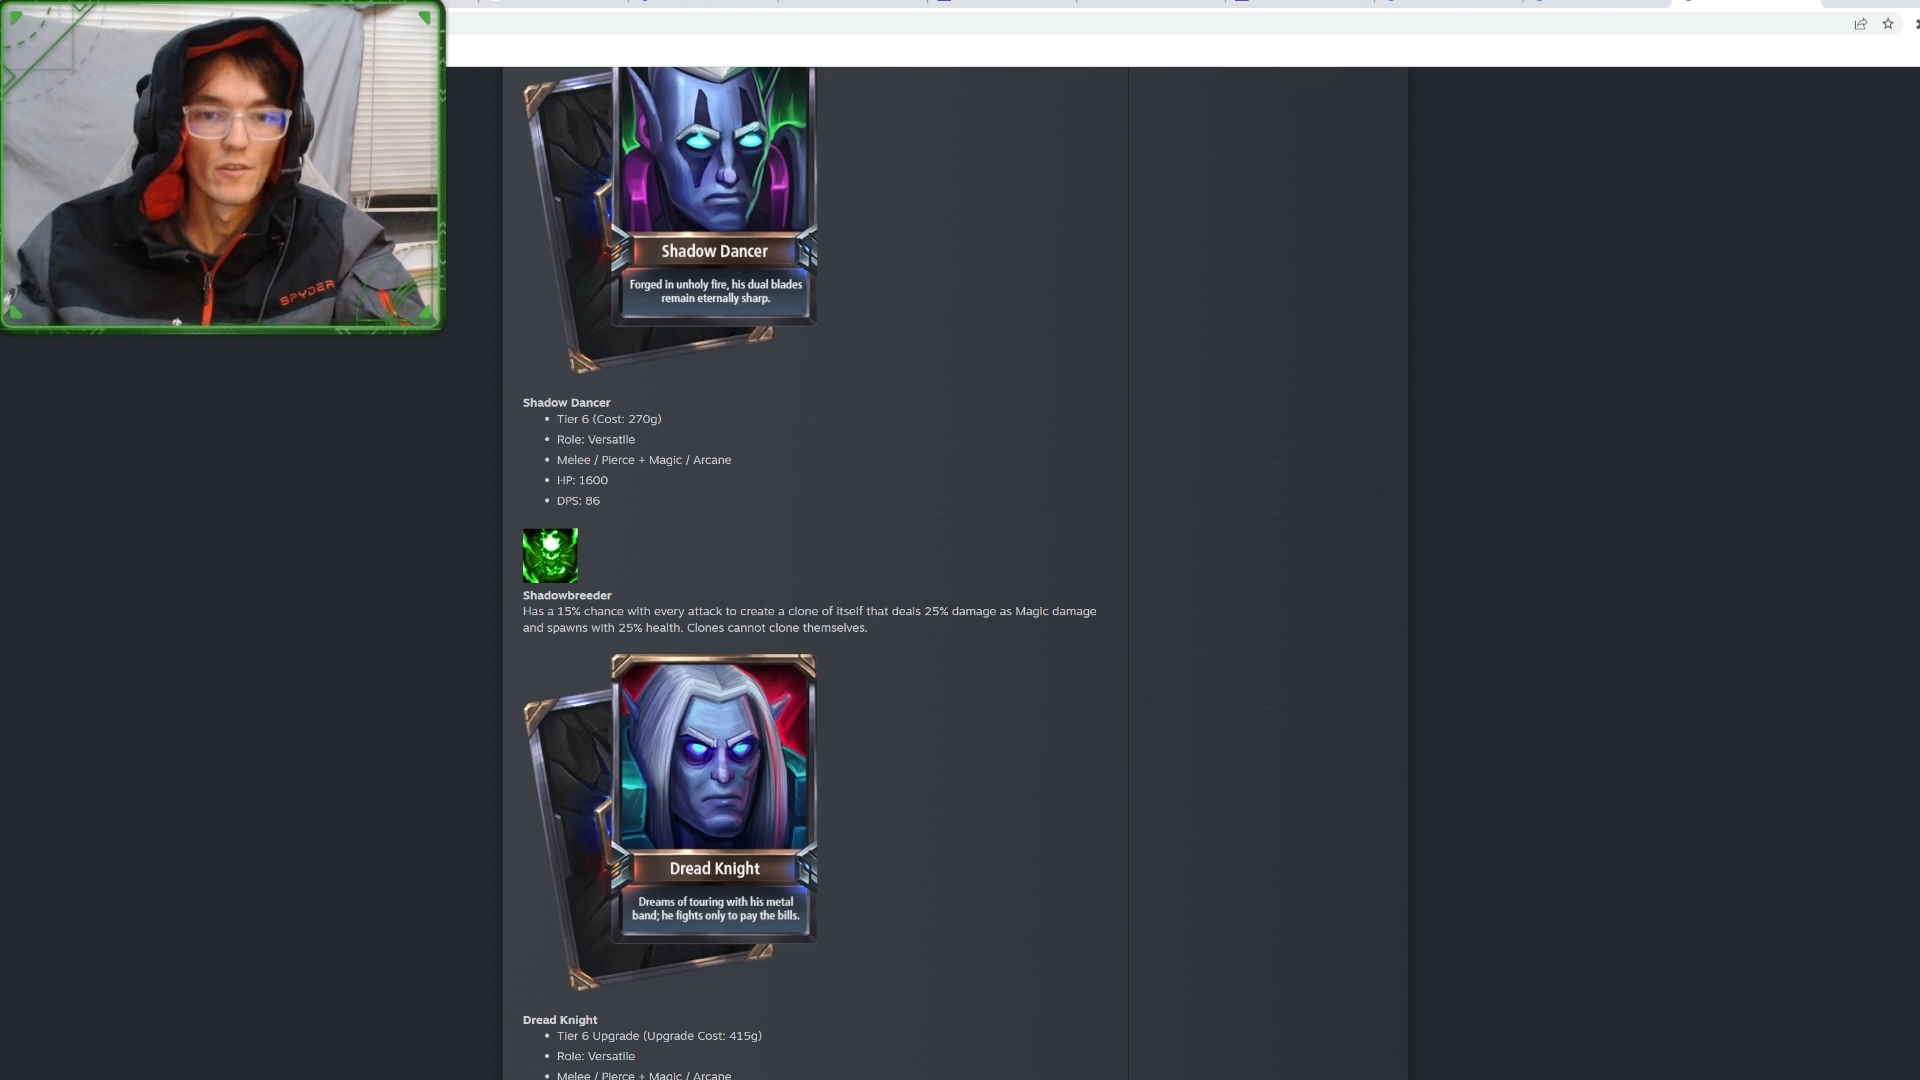 SPYDER
Shadow Dancer
Forged in unholy fire, his dual blades
remain eternally sharp.
Shadow Dancer
Tier 6 (Cost: 270g)
Role: Versatile
Melee / Pierce + Magic / Arcane
HP: 1600
DPS: 86
Shadowbreeder
Has a 15% chance with every attack to create a clone of itself that deals 25% damage as Magic damage
and spawns with 25% health. Clones cannot clone themselves.
Dread Knight
Dreams of touring with his metal
band; he fights only to pay the bills.
Dread Knight
Tier 6 Upgrade (Upgrade Cost: 415g)
Role: Versatile
Melee / Pierce + Magic / Arcane